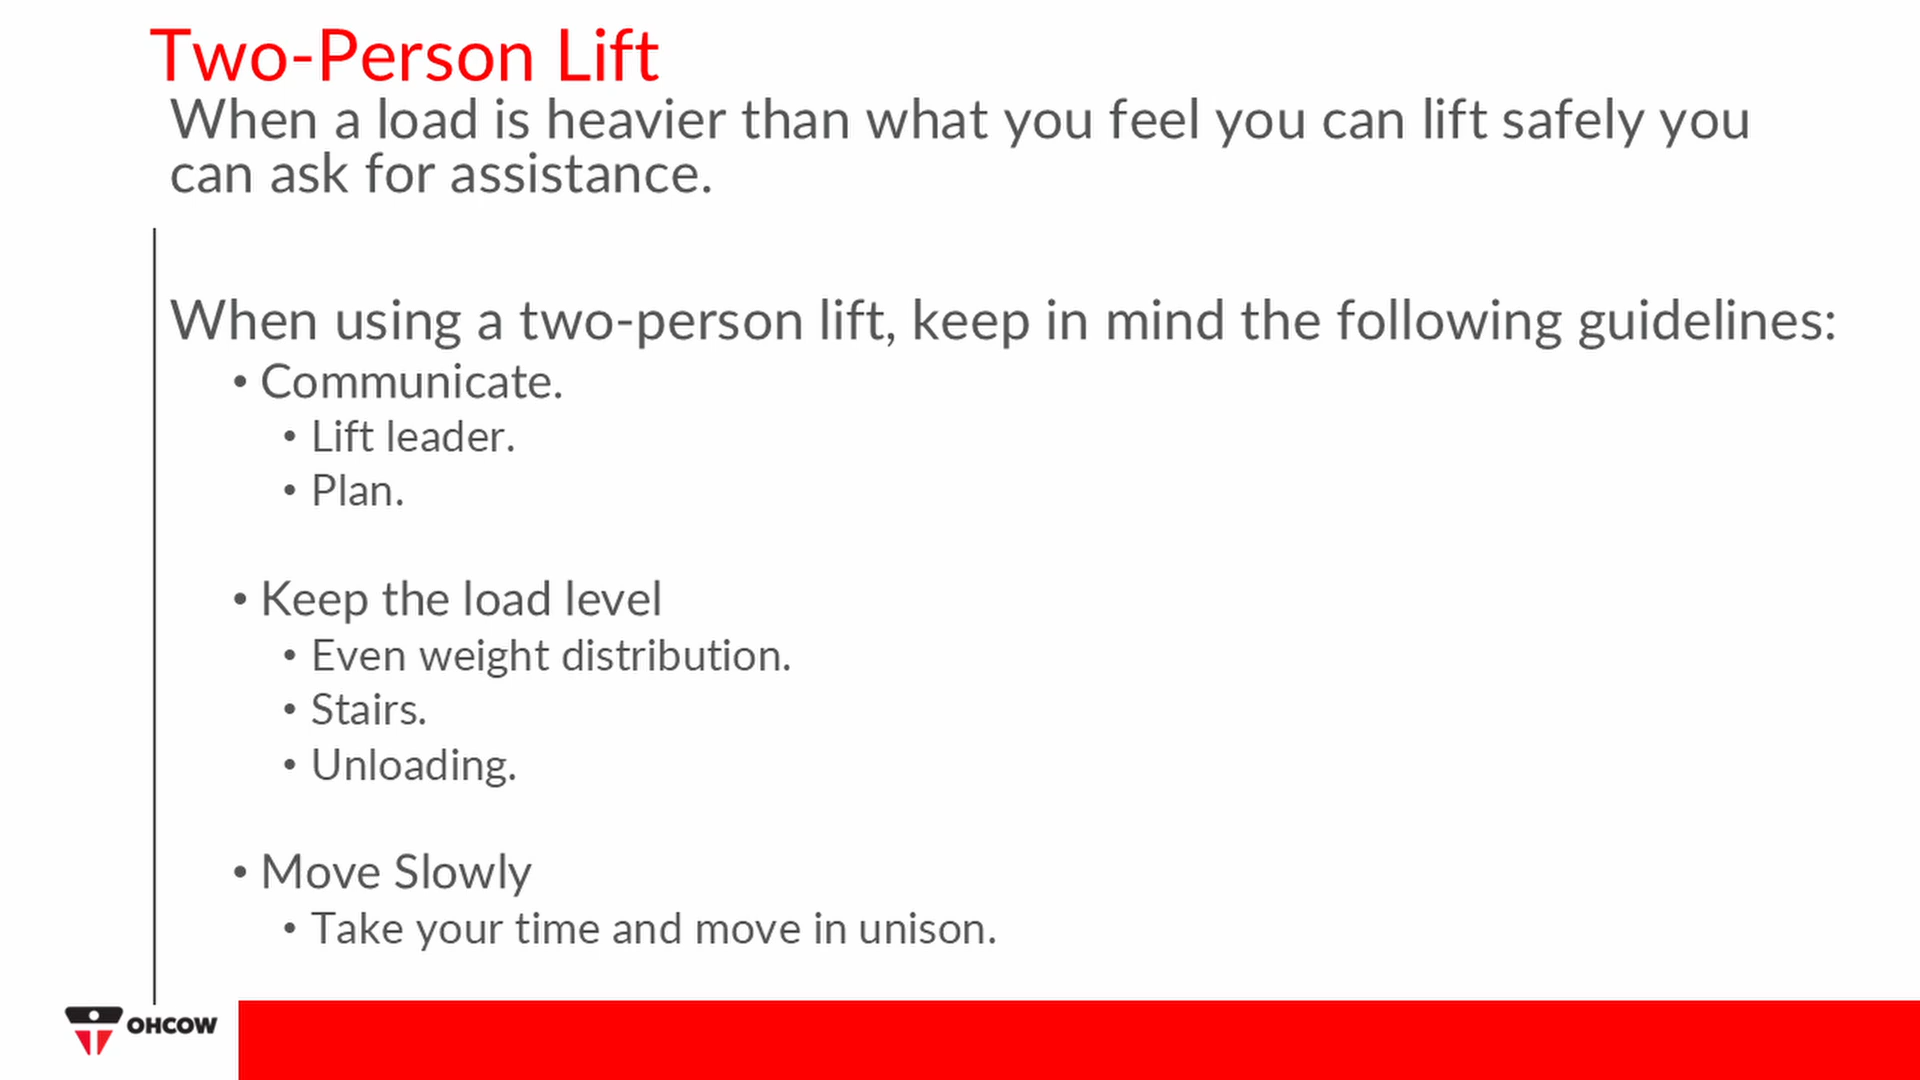 Two-Person Lift
When a load is heavier than what you feel you can lift safely you
can ask for assistance.
When using a two-person lift, keep in mind the following guidelines:
• Communicate.
• Lift leader.
• Plan.
• Keep the load level
• Even weight distribution.
• Stairs.
• Unloading.
• Move Slowly
• Take your time and move in unison.
OHCOW